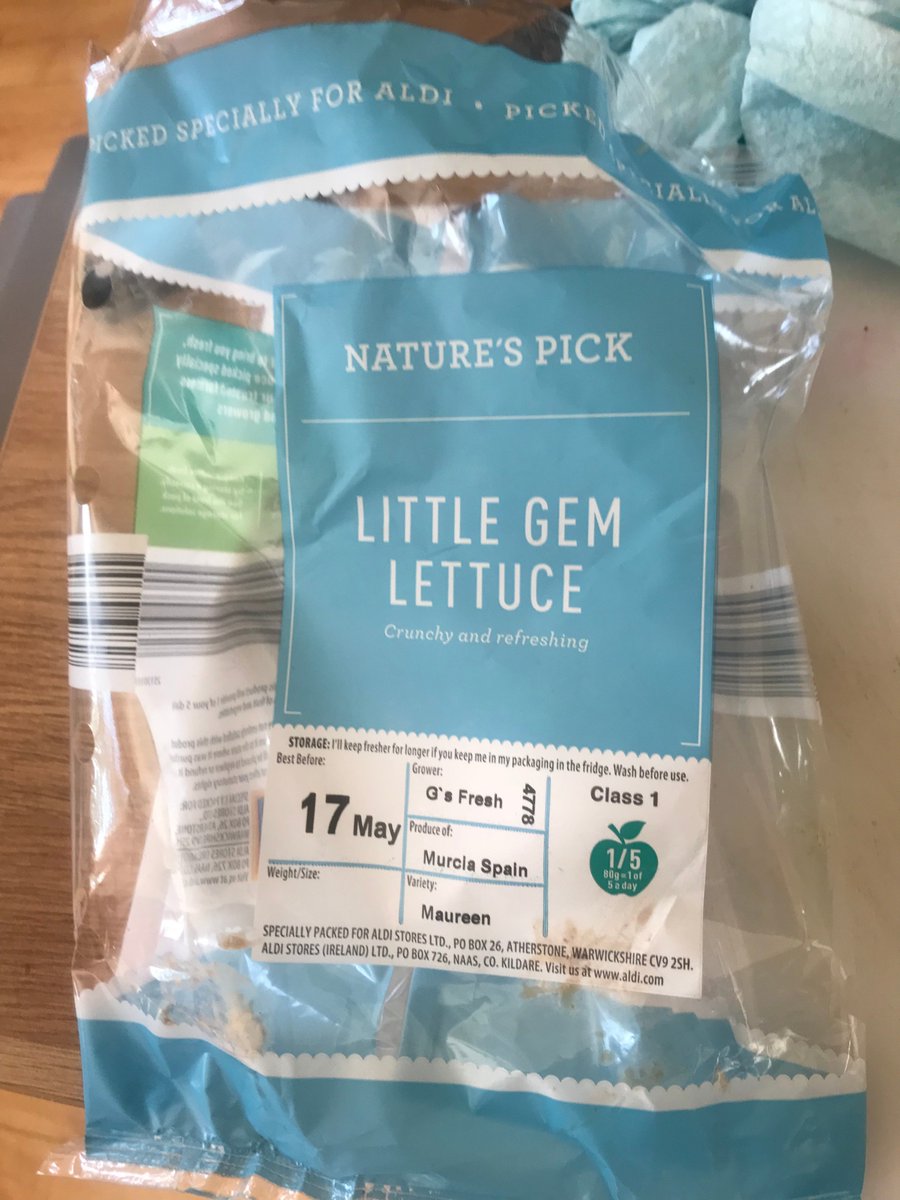 PICKED SPECIALLY FOR ALDI • PICKED
CIALLY FOR AL
NATURE'S PICK
LITTLE GEM
LETTUCE
Crunchy and refreshing
STORAGE: I'll keep fresher for longer if you keep me in my packaging in the fridge. Wash before use.
Best Before:
17 May
Weight/Size:
Grower:
G's Fresh 4778
Produce of:
Murcia Spain
Variety:
Maureen
Class 1
1/5
80g=1 of
5 a day
SPECIALLY PACKED FOR ALDI STORES LTD., PO BOX 26, ATHERSTONE, WARWICKSHIRE CV9 2SH.
ALDI STORES (IRELAND) LTD., PO BOX 726, NAAS, CO. KILDARE. Visit us at www.aldi.com